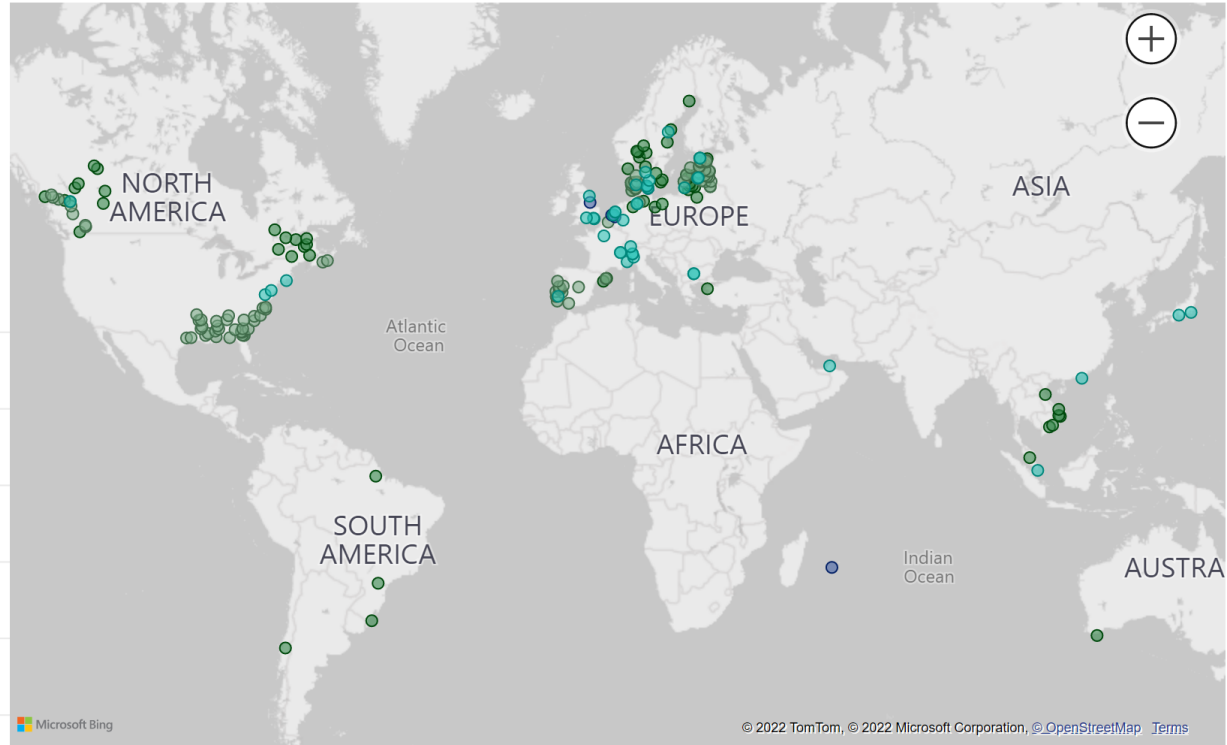 NORTH
AMERICA
ASIA
EUROPE
Atlantic
Ocean
AFRICA
SOUTH
AMERICA
Indian
Ocean
AUSTRA
Microsoft Bing
© 2022 TomTom, © 2022 Microsoft Corporation, © OpenStreetMap Terms